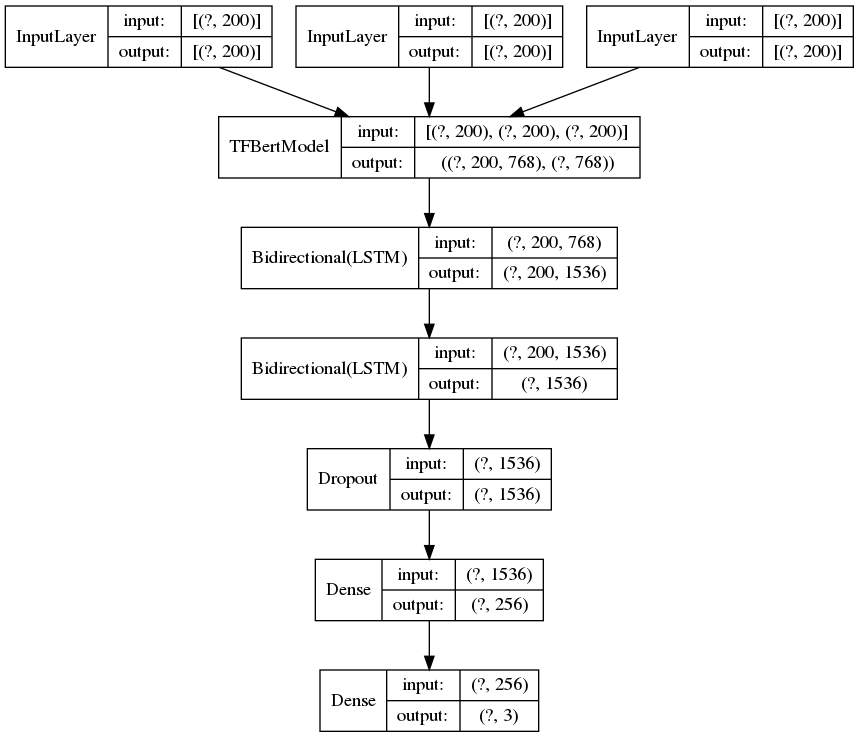 InputLayer input: [(?, 200)] output: [(?, 200)]
InputLayer input: [(?, 200)] output: [(?, 200)]
InputLayer input: [(?, 200)] output: [(?, 200)]
TFBertModel input: [(?, 200), (?, 200), (?, 200)] output: ((?, 200, 768), (?, 768))
Bidirectional(LSTM) input: (?, 200, 768) output: (?, 200, 1536)
Bidirectional(LSTM) input: (?, 200, 1536) output: (?, 1536)
Dropout input: (?, 1536) output: (?, 1536)
Dense input: (?, 1536) output: (?, 256)
Dense input: (?, 256) output: (?, 3)